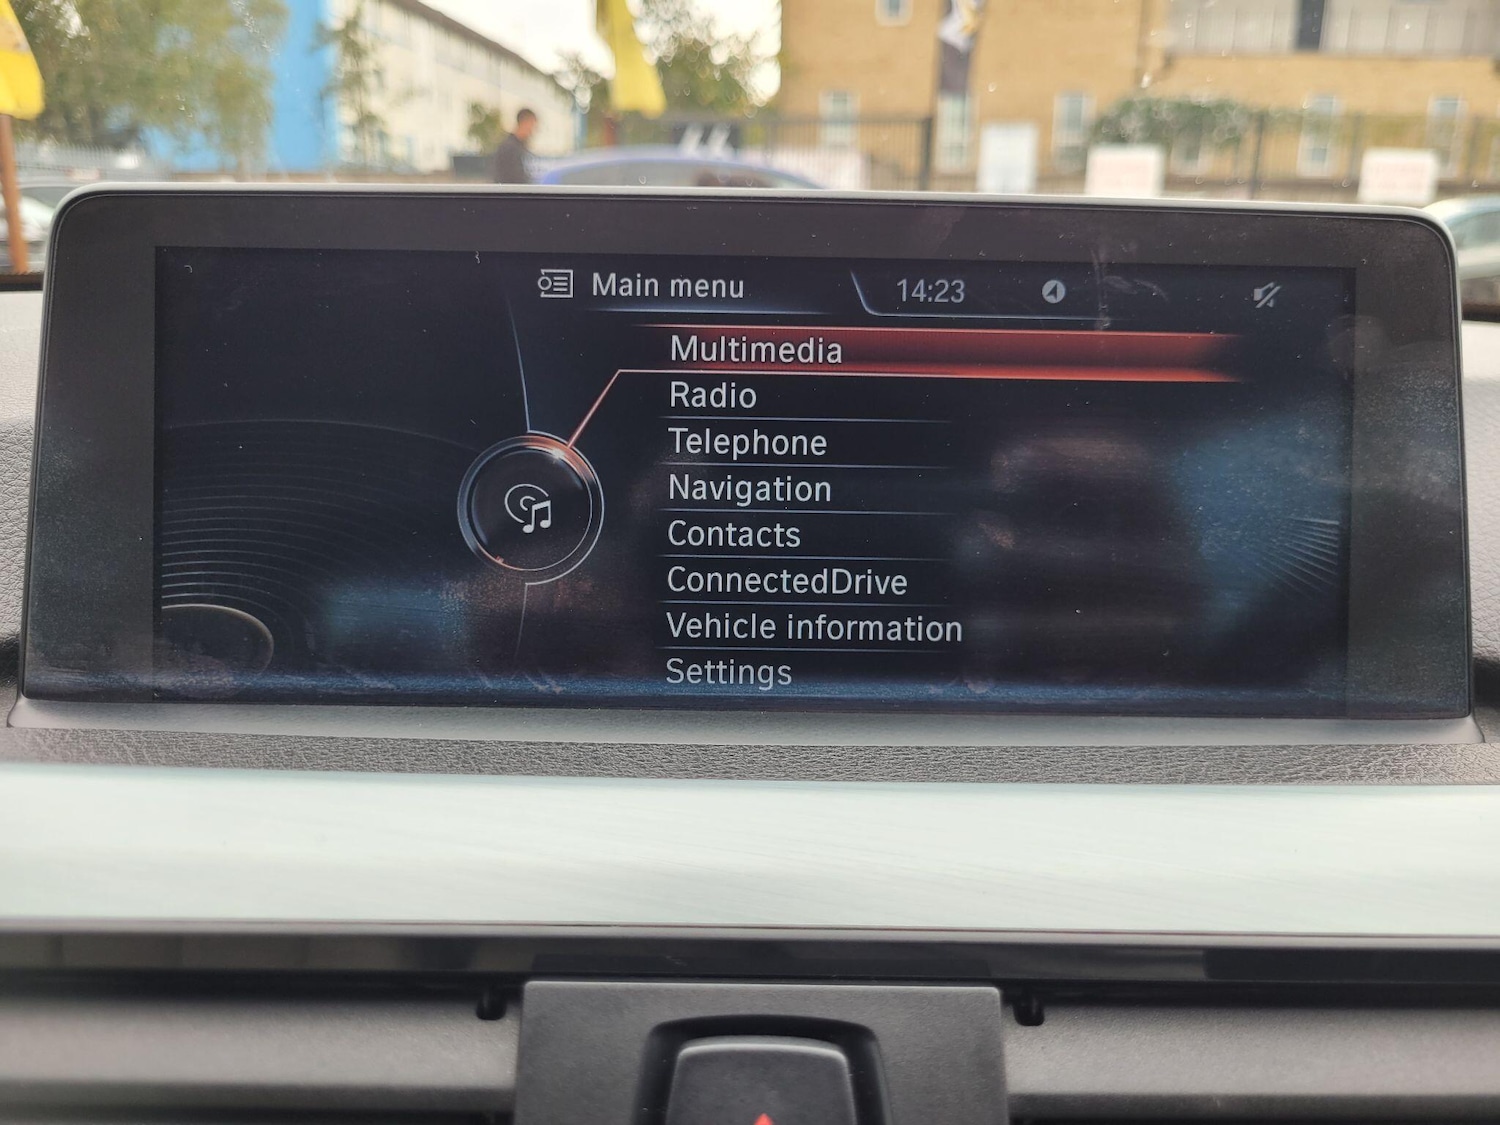 Main menu
14:23
Multimedia
Radio
Telephone
Navigation
Contacts
ConnectedDrive
Vehicle information
Settings